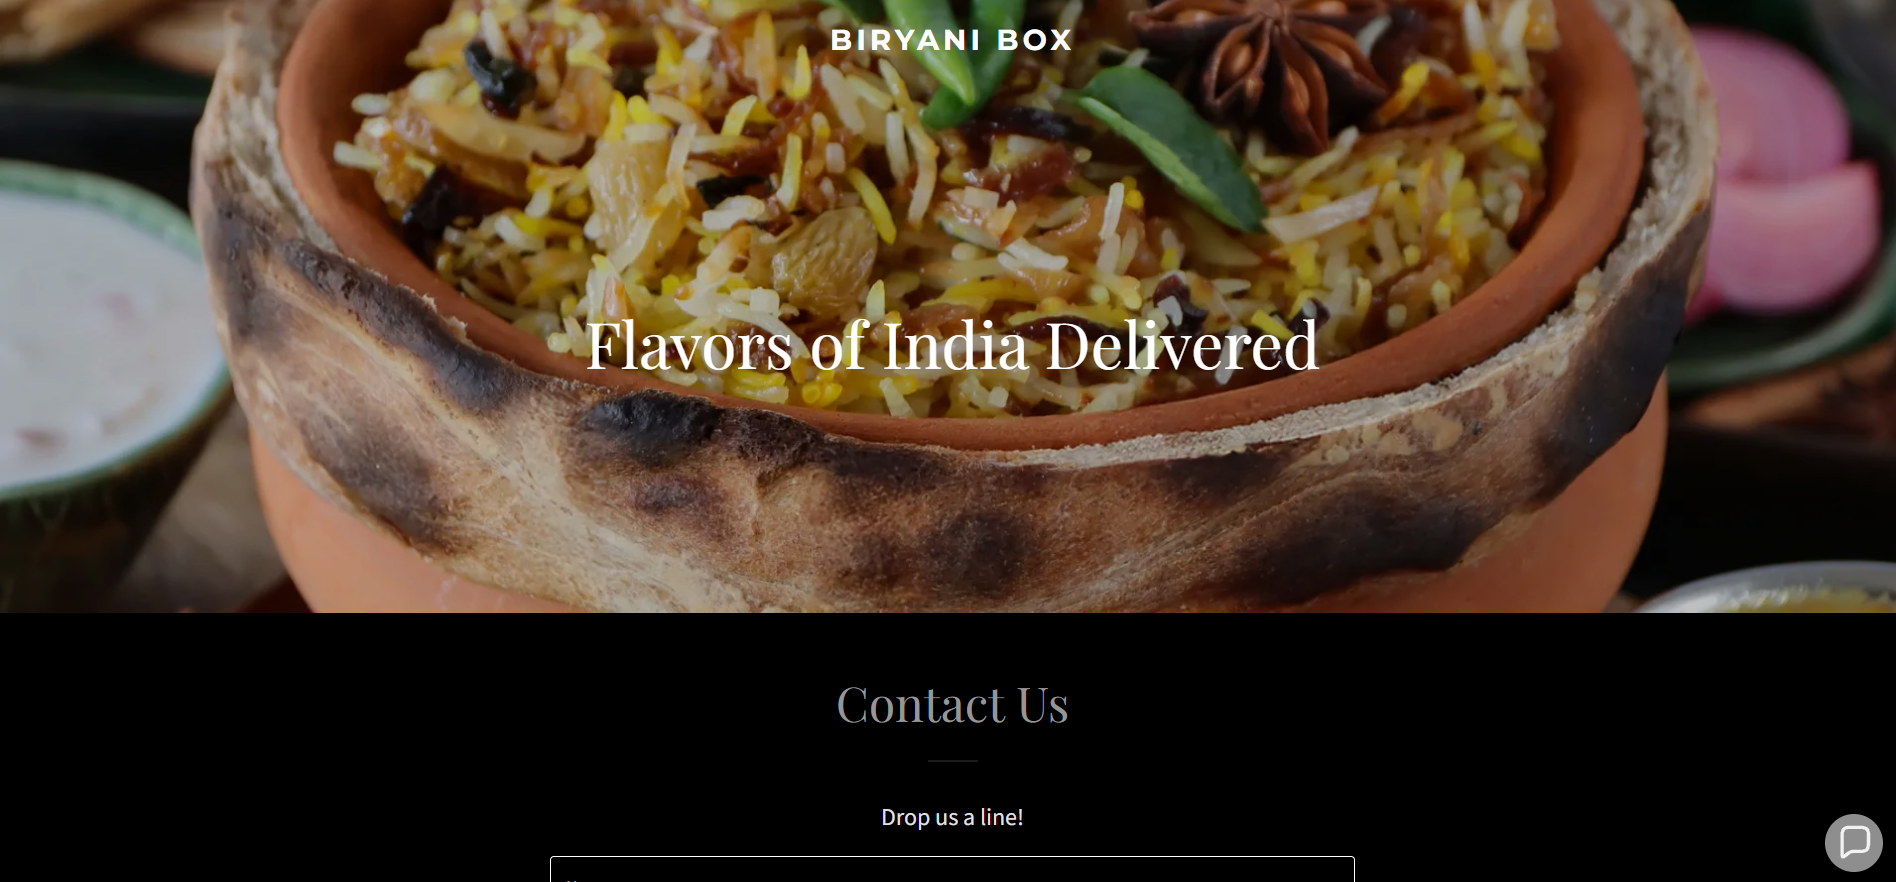 BIRYANI BOX
Flavors of India Delivered
Contact Us
Drop us a line!